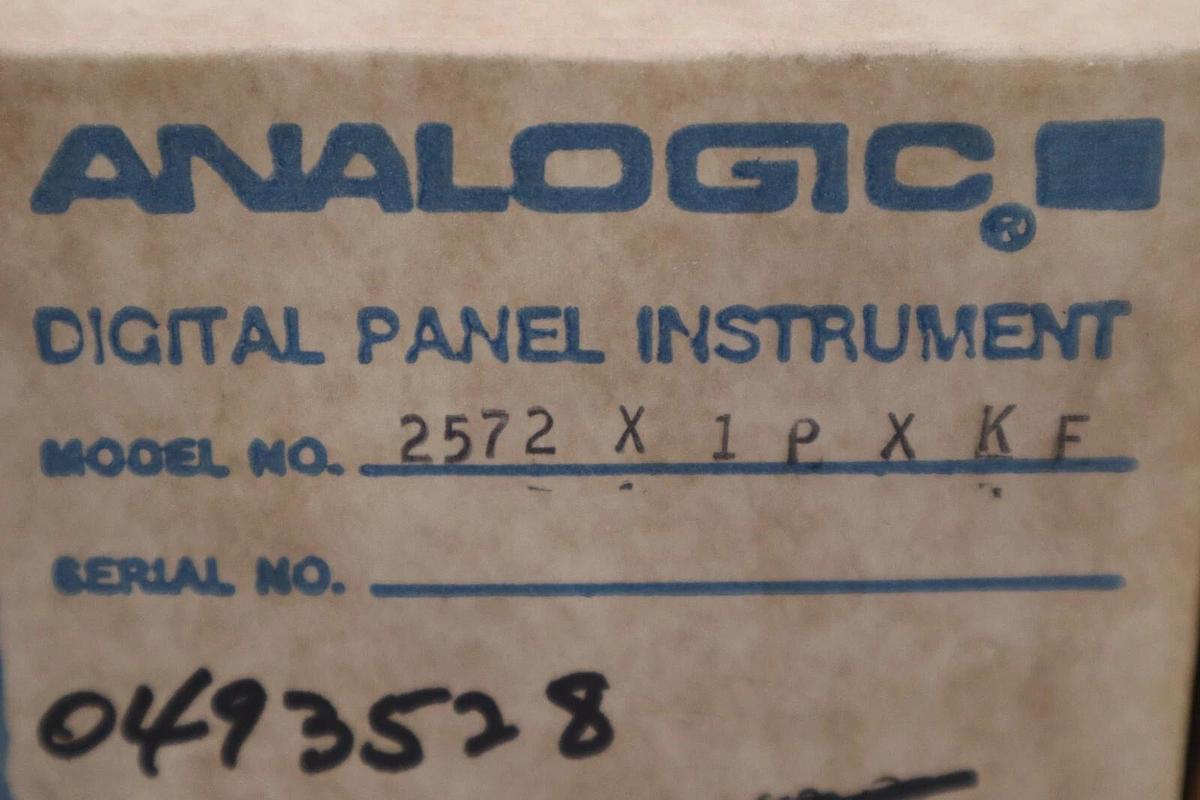 ANALOGIC®
DIGITAL PANEL INSTRUMENT
MODEL NO. 2572 X 1 P X K F
SERIAL NO.
0493528